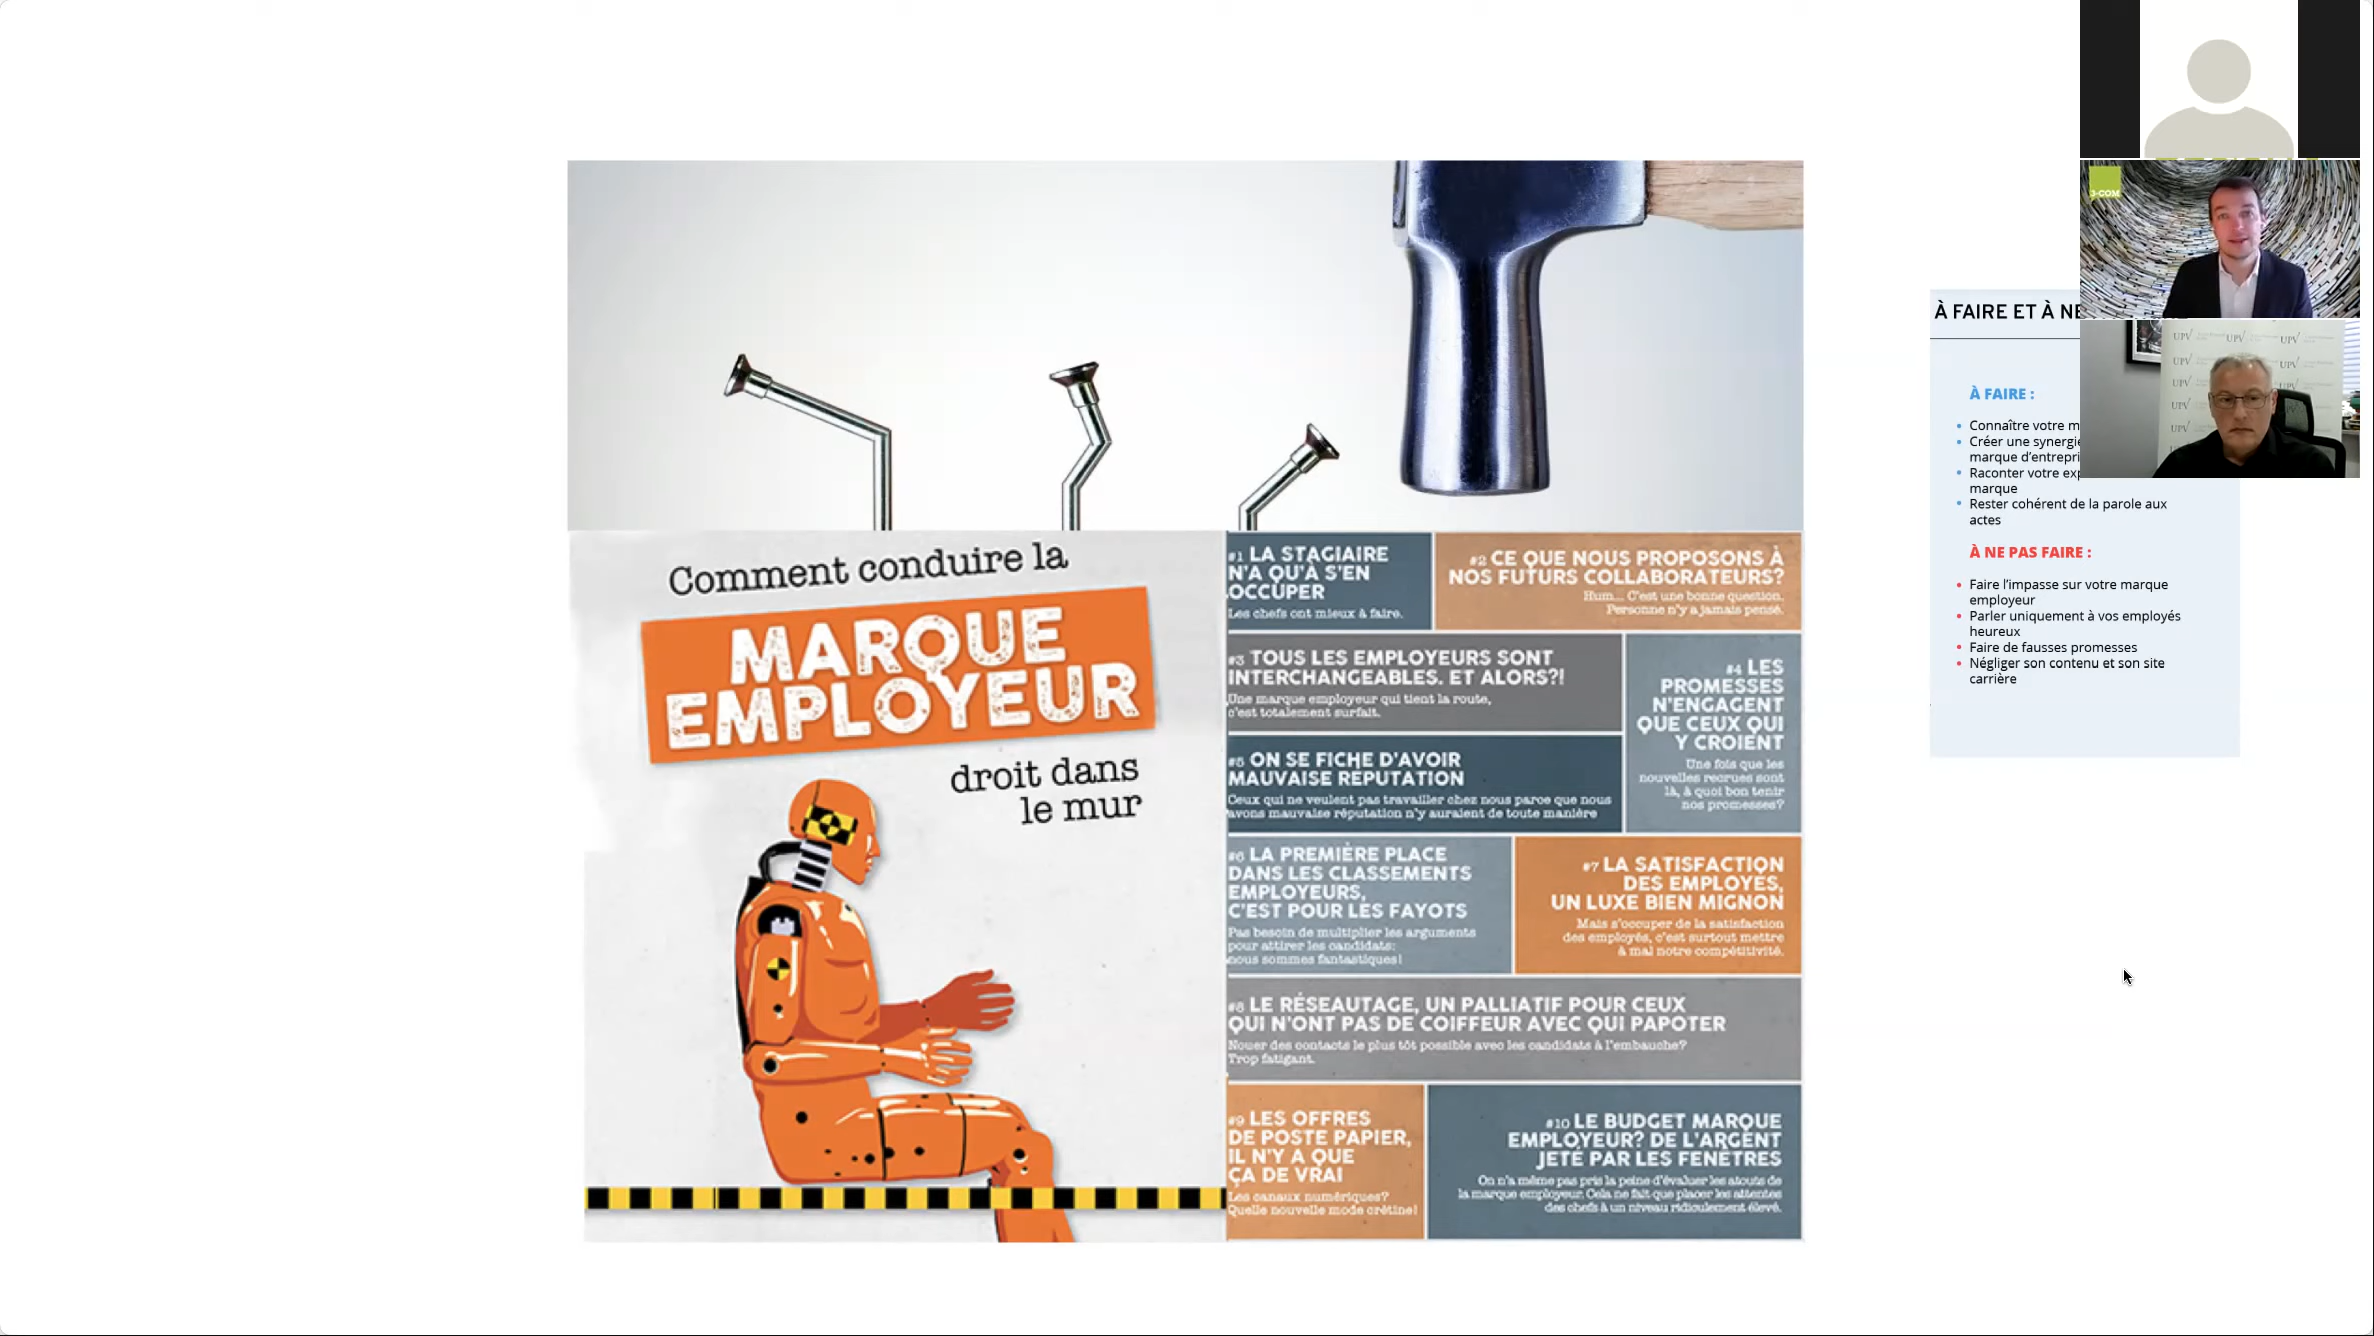 Comment conduire la
MARQUE
EMPLOYEUR
droit dans
le mur
#1 LA STAGIAIRE
N'A QU'À S'EN
OCCUPER
Les chefs ont mieux à faire.
#2 CE QUE NOUS PROPOSONS À
NOS FUTURS COLLABORATEURS?
Hum... C'est une bonne question.
Personne n'y a jamais pensé.
#3 TOUS LES EMPLOYEURS SONT
INTERCHANGEABLES. ET ALORS?!
Une marque employeur qui tient la route,
c'est totalement surfait.
#4 LES
PROMESSES
N'ENGAGENT
QUE CEUX QUI
Y CROIENT
Une fois que les
nouvelles recrues sont
là, à quoi bon tenir
nos promesses?
#5 ON SE FICHE D'AVOIR
MAUVAISE RÉPUTATION
Ceux qui ne veulent pas travailler chez nous parce que nous
avons mauvaise réputation n'y auraient de toute manière
#6 LA PREMIÈRE PLACE
DANS LES CLASSEMENTS
EMPLOYEURS,
C'EST POUR LES FAYOTS
Pas besoin de multiplier les arguments
pour attirer les candidats:
nous sommes fantastiques!
#7 LA SATISFACTION
DES EMPLOYÉS,
UN LUXE BIEN MIGNON
Mais s'occuper de la satisfaction
des employés, c'est surtout mettre
à mal notre compétitivité.
#8 LE RÉSEAUTAGE, UN PALLIATIF POUR CEUX
QUI N'ONT PAS DE COIFFEUR AVEC QUI PAPOTER
Nouer des contacts le plus tôt possible avec les candidats à l'embauche?
Trop fatigant.
#9 LES OFFRES
DE POSTE PAPIER,
IL N'Y A QUE
ÇA DE VRAI
Les canaux numériques?
Quelle nouvelle mode crétine!
#10 LE BUDGET MARQUE
EMPLOYEUR? DE L'ARGENT
JETÉ PAR LES FENÊTRES
On n'a même pas pris la peine d'évaluer les atouts de
la marque employeur. Cela ne fait que placer les attentes
des chefs à un niveau ridiculement élevé.
À FAIRE ET À NE
À FAIRE :
• Connaître votre m
• Créer une synergie
marque d'entrepri
• Raconter votre exp
marque
• Rester cohérent de la parole aux
actes
À NE PAS FAIRE :
• Faire l'impasse sur votre marque
employeur
• Parler uniquement à vos employés
heureux
• Faire de fausses promesses
• Négliger son contenu et son site
carrière
J-COM
UPV UPV UPV
UPV UPV
UPV
UPV